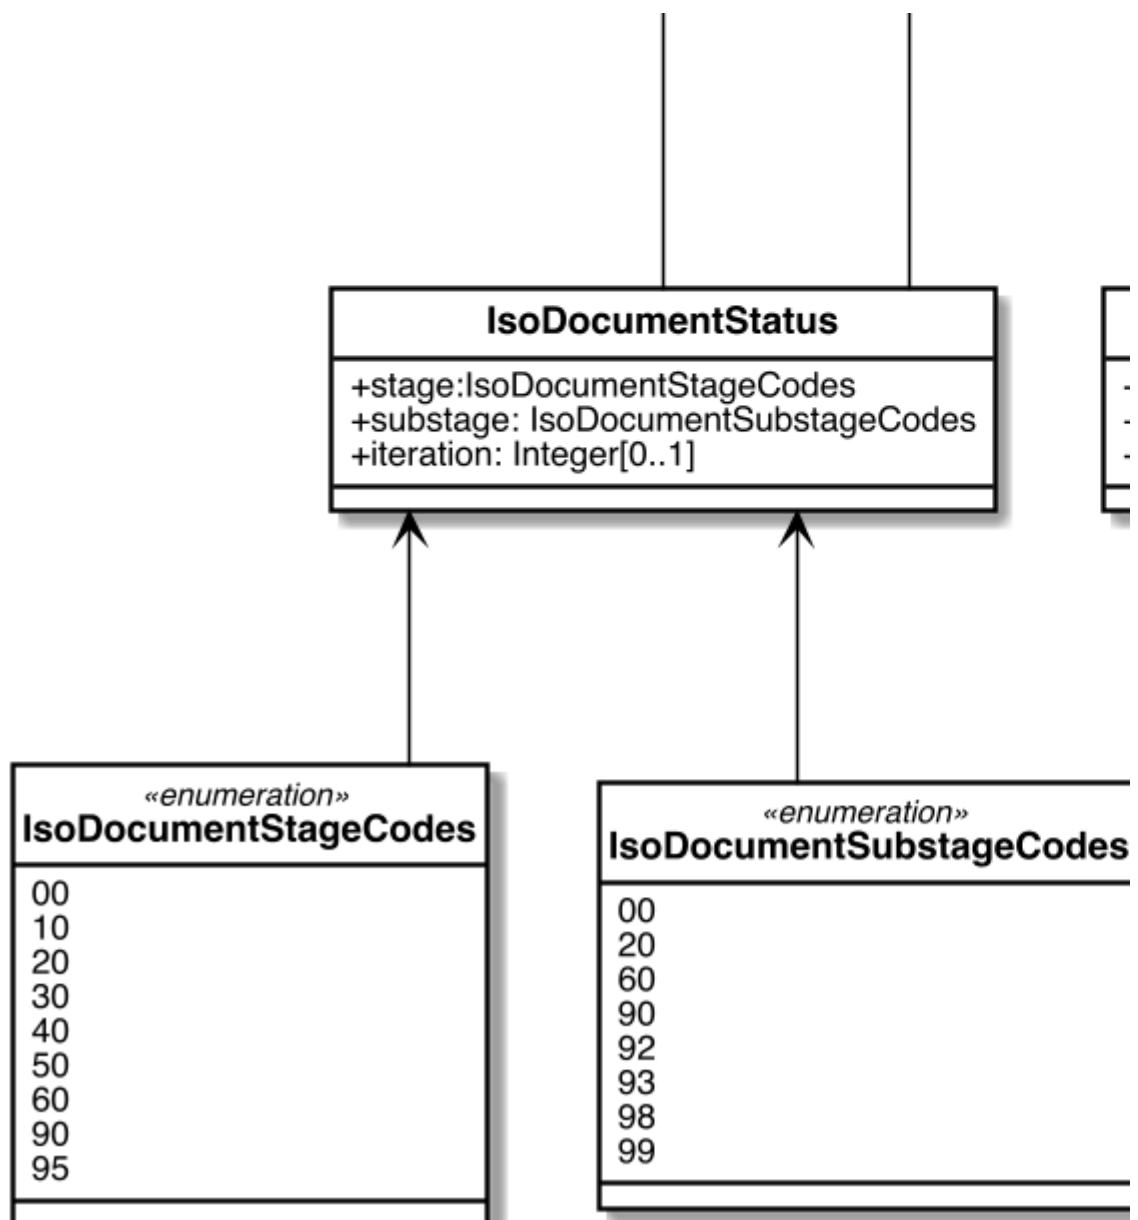 IsoDocumentStatus
+stage:IsoDocumentStageCodes
+substage: IsoDocumentSubstageCodes
+iteration: Integer[0..1]
«enumeration»
IsoDocumentStageCodes
00
10
20
30
40
50
60
90
95
«enumeration»
IsoDocumentSubstageCodes
00
20
60
90
92
93
98
99